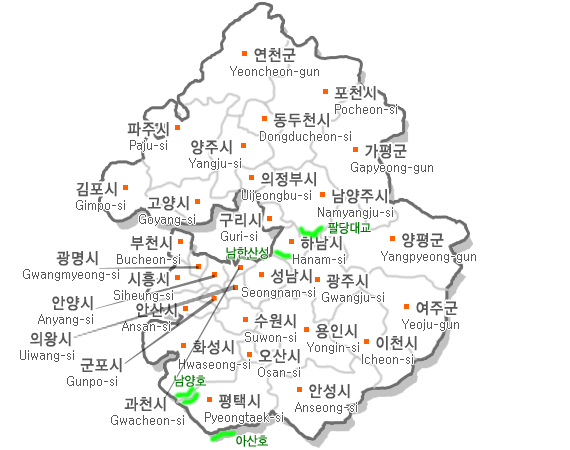 연천군
Yeoncheon-gun
포천시
Pocheon-si
동두천시
Dongducheon-si
파주시
Paju-si
양주시
Yangju-si
가평군
Gapyeong-gun
의정부시
Uijeongbu-si
김포시
Gimpo-si
고양시
Goyang-si
남양주시
Namyangju-si
구리시
Guri-si
팔당대교
부천시
Bucheon-si
남한산성
하남시
Hanam-si
양평군
Yangpyeong-gun
광명시
Gwangmyeong-si
시흥시
Siheung-si
성남시
Seongnam-si
광주시
Gwangju-si
안양시
Anyang-si
안산시
Ansan-si
여주군
Yeoju-gun
의왕시
Uiwang-si
수원시
Suwon-si
용인시
Yongin-si
이천시
Icheon-si
군포시
Gunpo-si
화성시
Hwaseong-si
오산시
Osan-si
남양호
과천시
Gwacheon-si
평택시
Pyeongtaek-si
안성시
Anseong-si
아산호